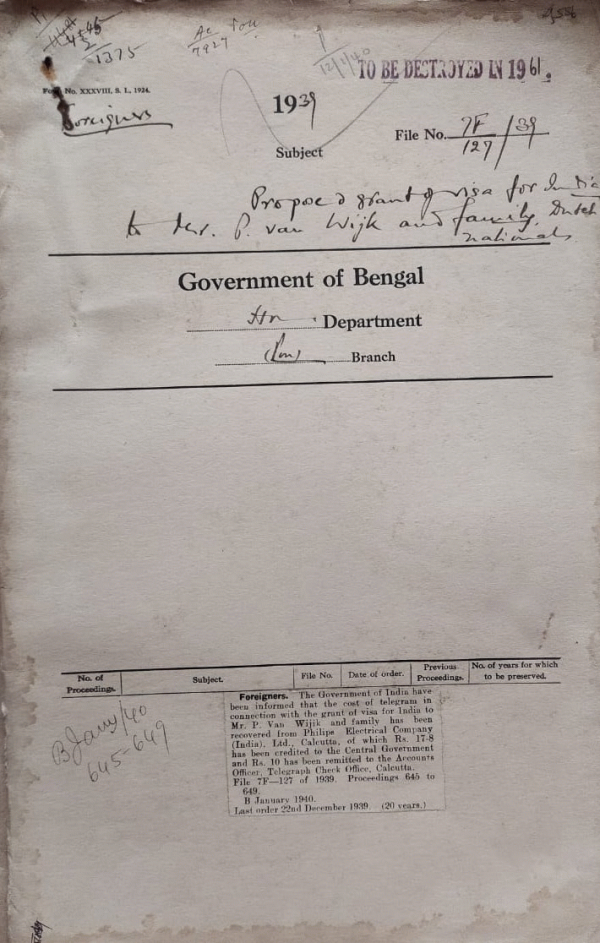 1375
7927
12/1/40
TO BE DESTROYED IN 1961.
No. XXXVIII. S. L., 1924.
Foreigners
1939
File No. 7F/127/39
Subject
Proposed grant of visa for India
to Mr. P. van Wijk and family, Dutch
nationals
Government of Bengal
Department
Branch
No. of Proceedings. Subject. File No. Date of order. Previous Proceedings. No. of years for which to be preserved.
B Jany/40
645-649
Foreigners. The Government of India have
been informed that the cost of telegram in
connection with the grant of visa for India to
Mr. P. Van Wijik and family has been
recovered from Philips Electrical Company
(India), Ltd., Calcutta, of which Rs. 17-8
has been credited to the Central Government
and Rs. 10 has been remitted to the Accounts
Officer, Telegraph Check Office, Calcutta.
File 7F—127 of 1939. Proceedings 645 to
649.
B January 1940.
Last order 22nd December 1939. (20 years.)